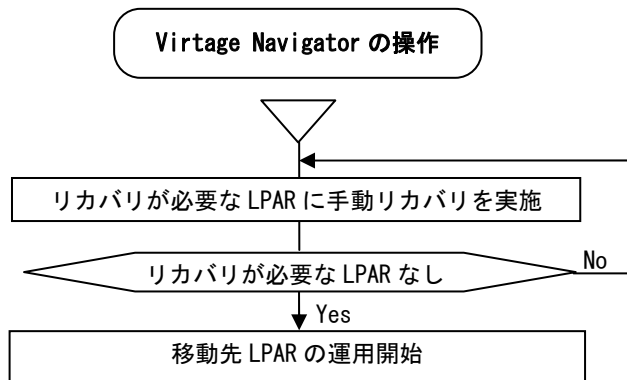 Virtage Navigator の操作
リカバリが必要な LPAR に手動リカバリを実施
リカバリが必要な LPAR なし
No
Yes
移動先 LPAR の運用開始